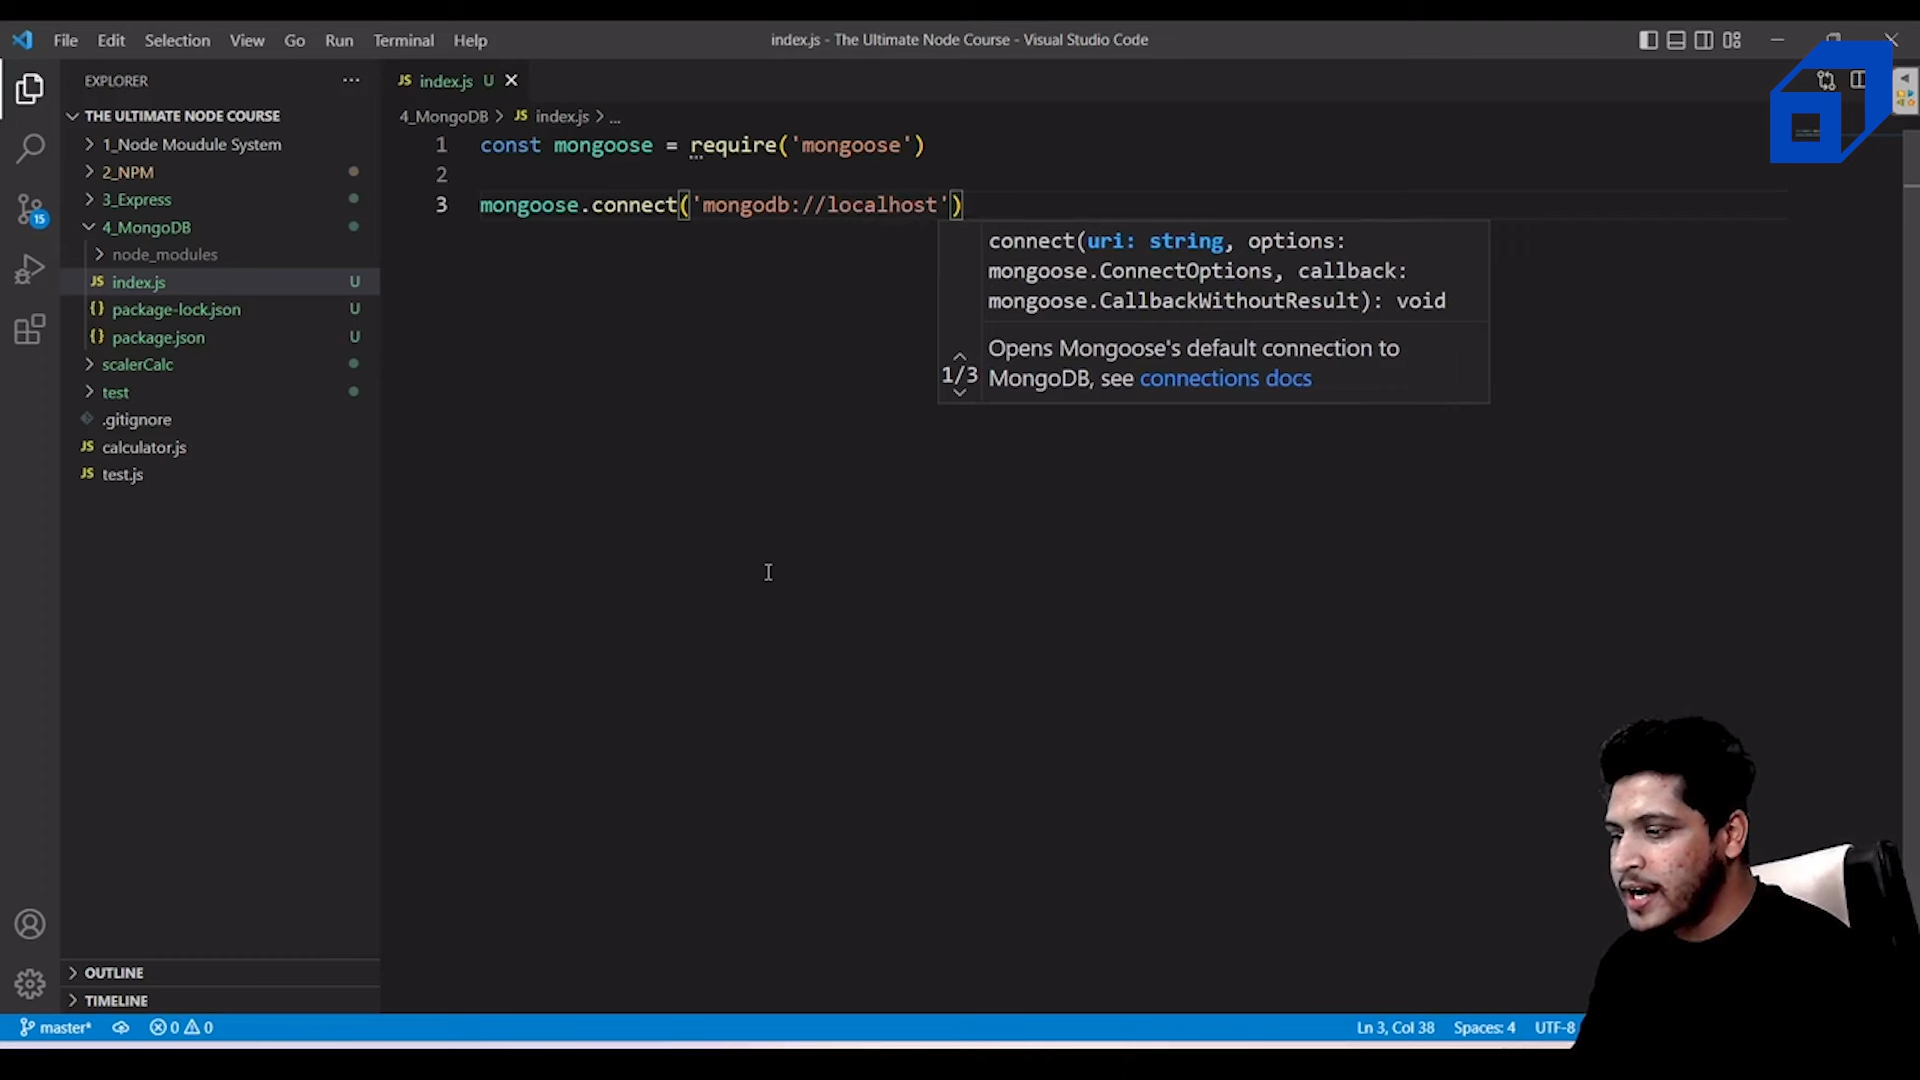 File Edit Selection View Go Run Terminal Help
index.js - The Ultimate Node Course - Visual Studio Code
EXPLORER
THE ULTIMATE NODE COURSE
1_Node Moudule System
2_NPM
3_Express
4_MongoDB
node_modules
JS index.js U
{} package-lock.json U
{} package.json U
scalerCalc
test
.gitignore
JS calculator.js
JS test.js
OUTLINE
TIMELINE
15
JS index.js U
4_MongoDB > JS index.js > ...
1 const mongoose = require('mongoose')
2
3 mongoose.connect('mongodb://localhost')
connect(uri: string, options:
mongoose.ConnectOptions, callback:
mongoose.CallbackWithoutResult): void
1/3
Opens Mongoose's default connection to
MongoDB, see connections docs
master* 0 0
Ln 3, Col 38 Spaces: 4 UTF-8